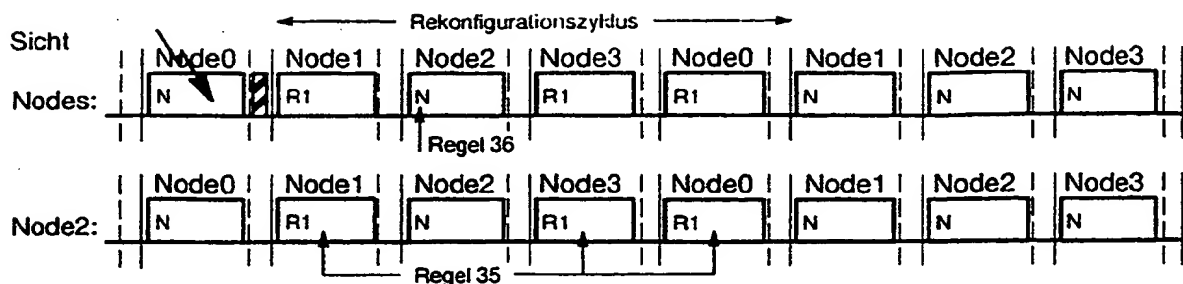 Rekonfigurationszyklus
Sicht
Node0 Node1 Node2 Node3 Node0 Node1 Node2 Node3
Nodes: N R1 N R1 R1 N N N
Regel 36
Node0 Node1 Node2 Node3 Node0 Node1 Node2 Node3
Node2: N R1 N R1 R1 N N N
Regel 35